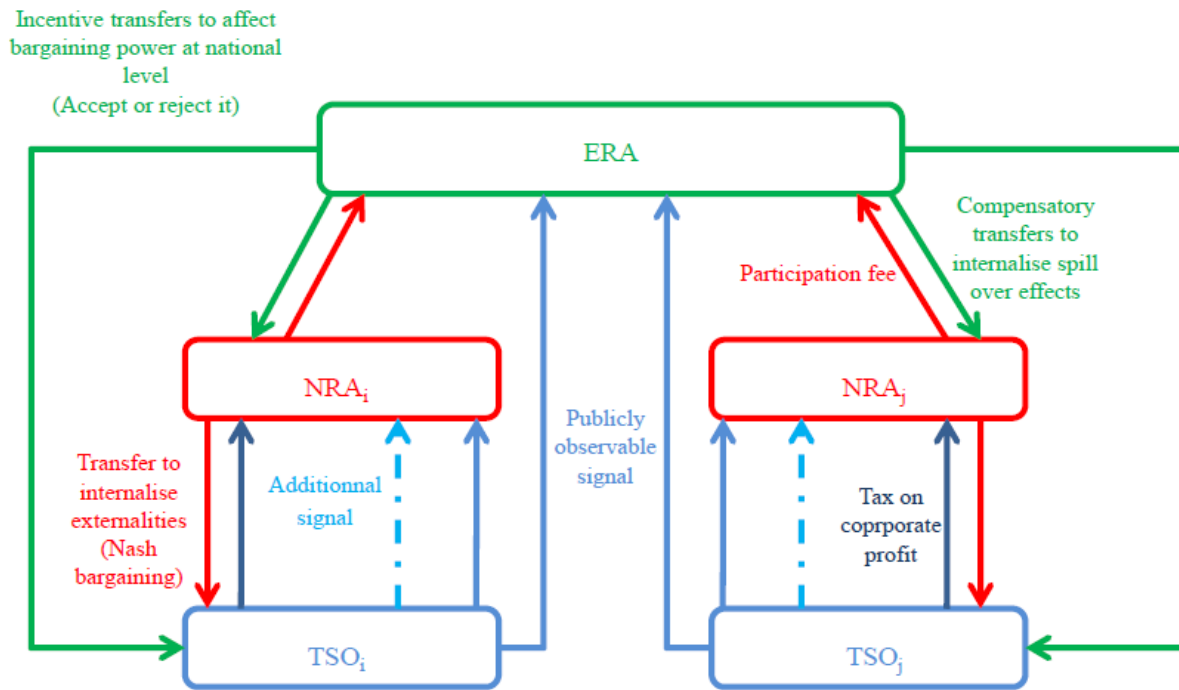 Incentive transfers to affect
bargaining power at national
level
(Accept or reject it)
ERA
Compensatory
transfers to
internalise spill
over effects
Participation fee
NRAi
NRAj
Publicly
observable
signal
Transfer to
internalise
externalities
(Nash
bargaining)
Additionnal
signal
Tax on
coprporate
profit
TSOi
TSOj